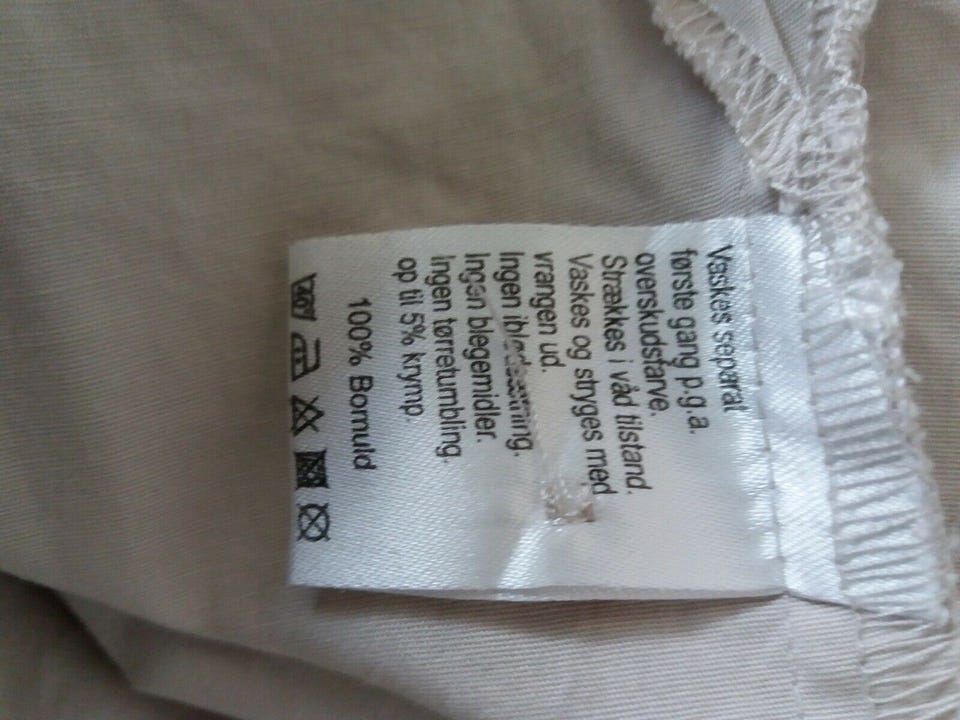 Vaskes separat
første gang p.g.a.
overskudsfarve.
Strækkes i våd tilstand.
Vaskes og stryges med
vrangen ud.
Ingen iblødsætning.
Ingen blegemidler.
Ingen tørretumbling.
op til 5% krymp.
100% Bomuld
40